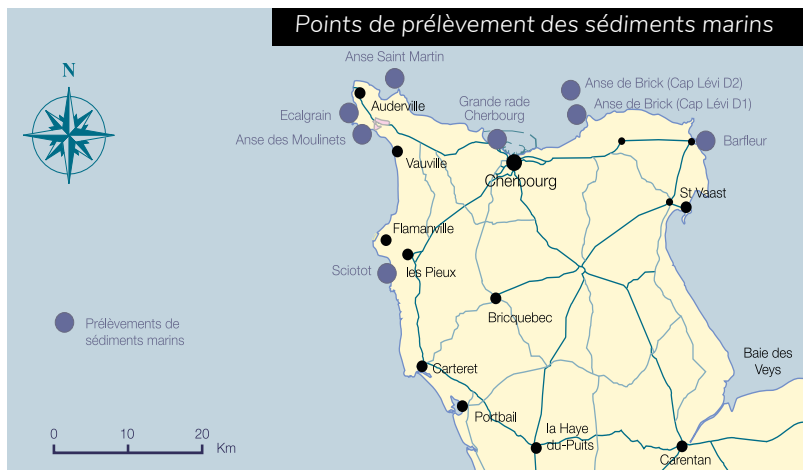 Points de prélèvement des sédiments marins
Anse Saint Martin
N
Auderville
Grande rade
Cherbourg
Anse de Brick (Cap Lévi D2)
Anse de Brick (Cap Lévi D1)
Ecalgrain
Anse des Moulinets
Barfleur
Vauville
Cherbourg
St Vaast
Flamanville
Sciotot
les Pieux
Prélèvements de
sédiments marins
Bricquebec
Baie des
Veys
Carteret
Portbail
la Haye
du-Puits
Carentan
0 10 20
Km